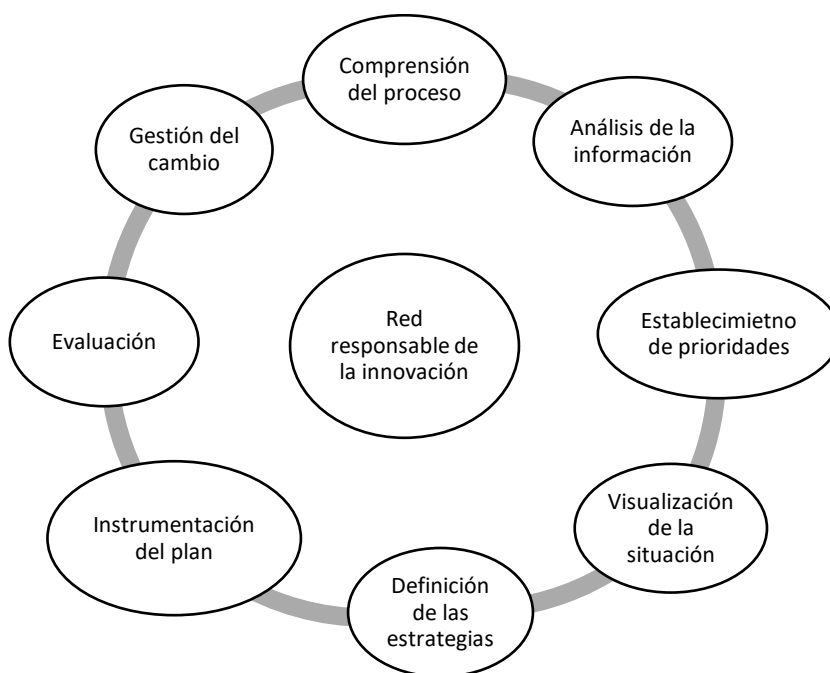 Comprensión
del proceso
Análisis de la
información
Establecimietno
de prioridades
Visualización
de la
situación
Definición
de las
estrategias
Instrumentación
del plan
Evaluación
Gestión del
cambio
Red
responsable de
la innovación